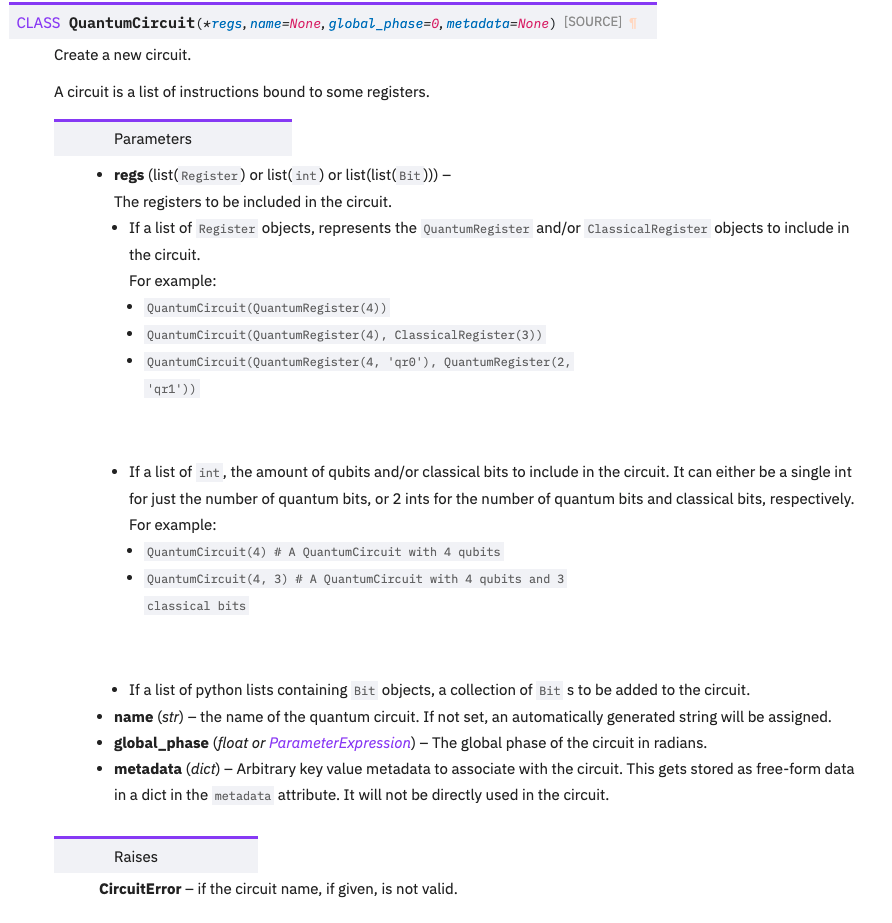 CLASS QuantumCircuit(*regs, name=None, global_phase=0, metadata=None) [SOURCE] ¶
Create a new circuit.
A circuit is a list of instructions bound to some registers.
Parameters
• regs (list(Register) or list(int) or list(list(Bit))) –
The registers to be included in the circuit.
• If a list of Register objects, represents the QuantumRegister and/or ClassicalRegister objects to include in
the circuit.
For example:
• QuantumCircuit(QuantumRegister(4))
• QuantumCircuit(QuantumRegister(4), ClassicalRegister(3))
• QuantumCircuit(QuantumRegister(4, 'qr0'), QuantumRegister(2,
'qr1'))
• If a list of int, the amount of qubits and/or classical bits to include in the circuit. It can either be a single int
for just the number of quantum bits, or 2 ints for the number of quantum bits and classical bits, respectively.
For example:
• QuantumCircuit(4) # A QuantumCircuit with 4 qubits
• QuantumCircuit(4, 3) # A QuantumCircuit with 4 qubits and 3
classical bits
• If a list of python lists containing Bit objects, a collection of Bit s to be added to the circuit.
• name (str) – the name of the quantum circuit. If not set, an automatically generated string will be assigned.
• global_phase (float or ParameterExpression) – The global phase of the circuit in radians.
• metadata (dict) – Arbitrary key value metadata to associate with the circuit. This gets stored as free-form data
in a dict in the metadata attribute. It will not be directly used in the circuit.
Raises
CircuitError – if the circuit name, if given, is not valid.